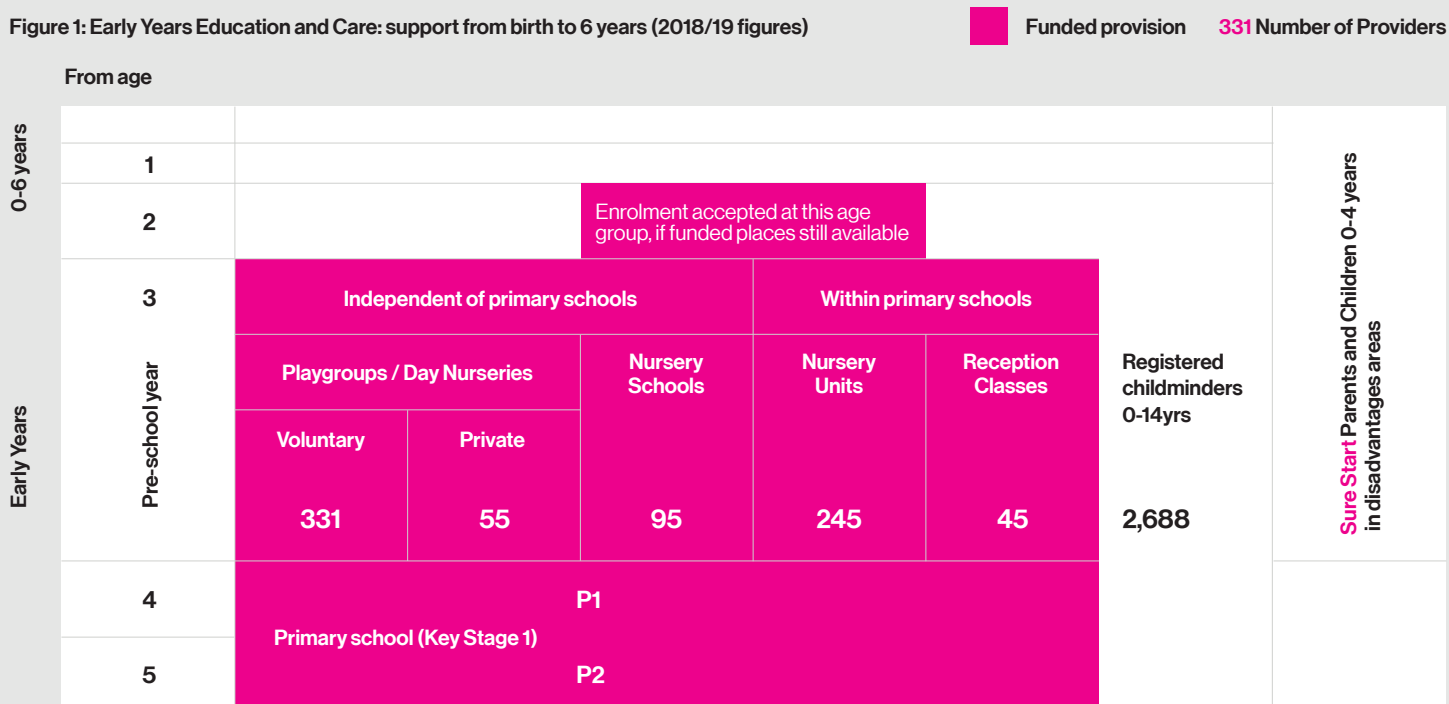 Figure 1: Early Years Education and Care: support from birth to 6 years (2018/19 figures)
Funded provision
331 Number of Providers
From age
0-6 years
1
2
Enrolment accepted at this age
group, if funded places still available
3
Independent of primary schools
Within primary schools
Early Years
Pre-school year
Playgroups / Day Nurseries
Nursery
Schools
Nursery
Units
Reception
Classes
Registered
childminders
0-14yrs
Voluntary
Private
331
55
95
245
45
2,688
Sure Start Parents and Children 0-4 years
in disadvantages areas
4
P1
Primary school (Key Stage 1)
5
P2